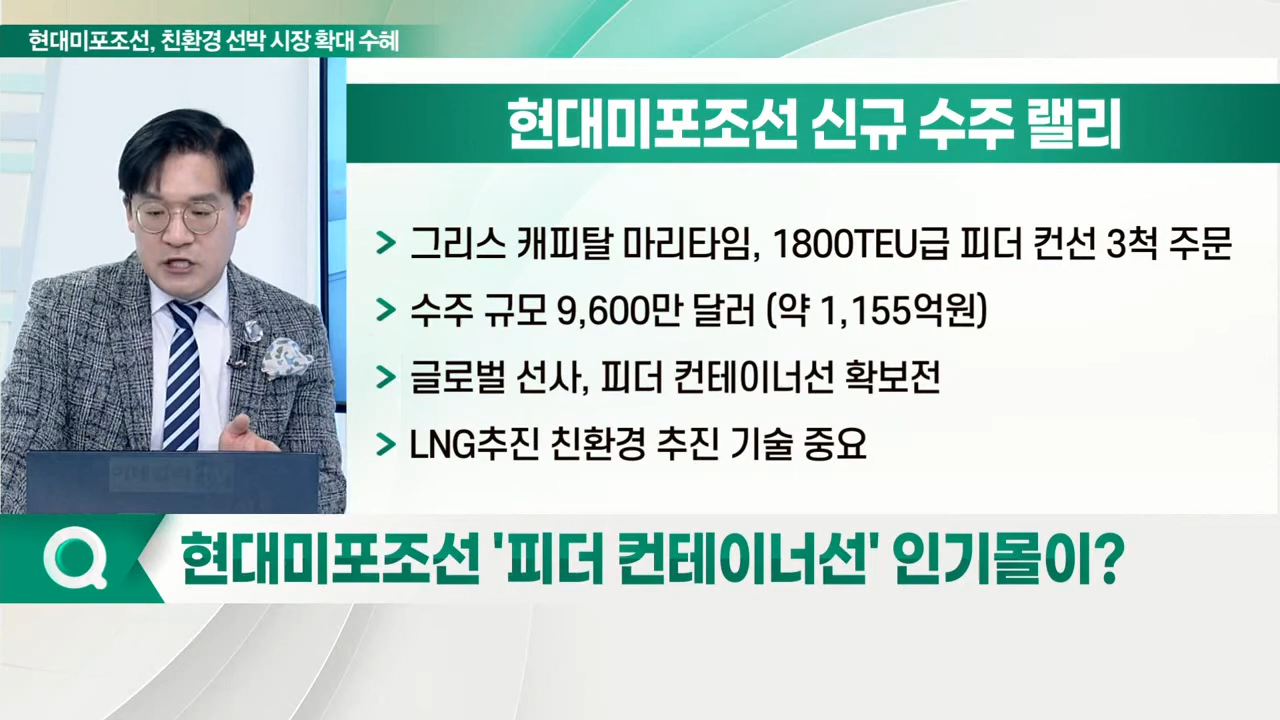 현대미포조선, 친환경 선박 시장 확대 수혜
현대미포조선 신규 수주 랠리
> 그리스 캐피탈 마리타임, 1800TEU급 피더 컨선 3척 주문
> 수주 규모 9,600만 달러 (약 1,155억원)
> 글로벌 선사, 피더 컨테이너선 확보전
> LNG추진 친환경 추진 기술 중요
현대미포조선 '피더 컨테이너선' 인기몰이?